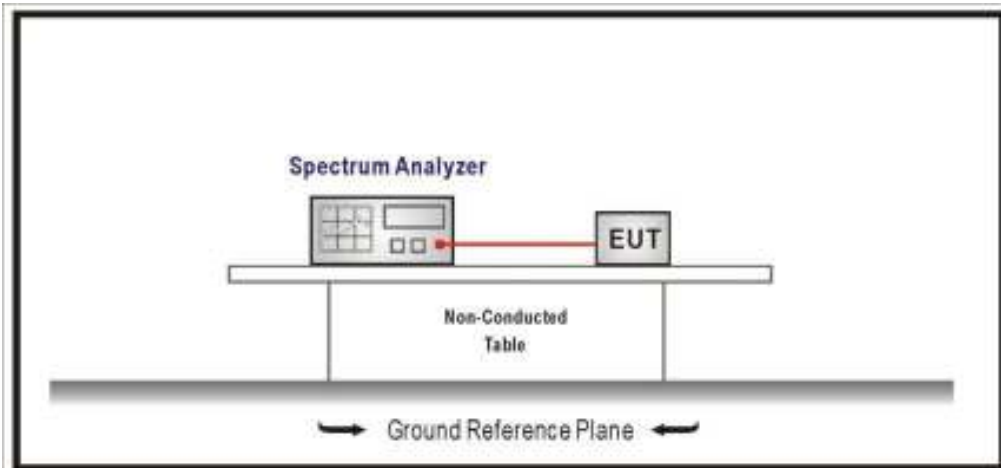 Spectrum Analyzer
EUT
Non-Conducted
Table
Ground Reference Plane